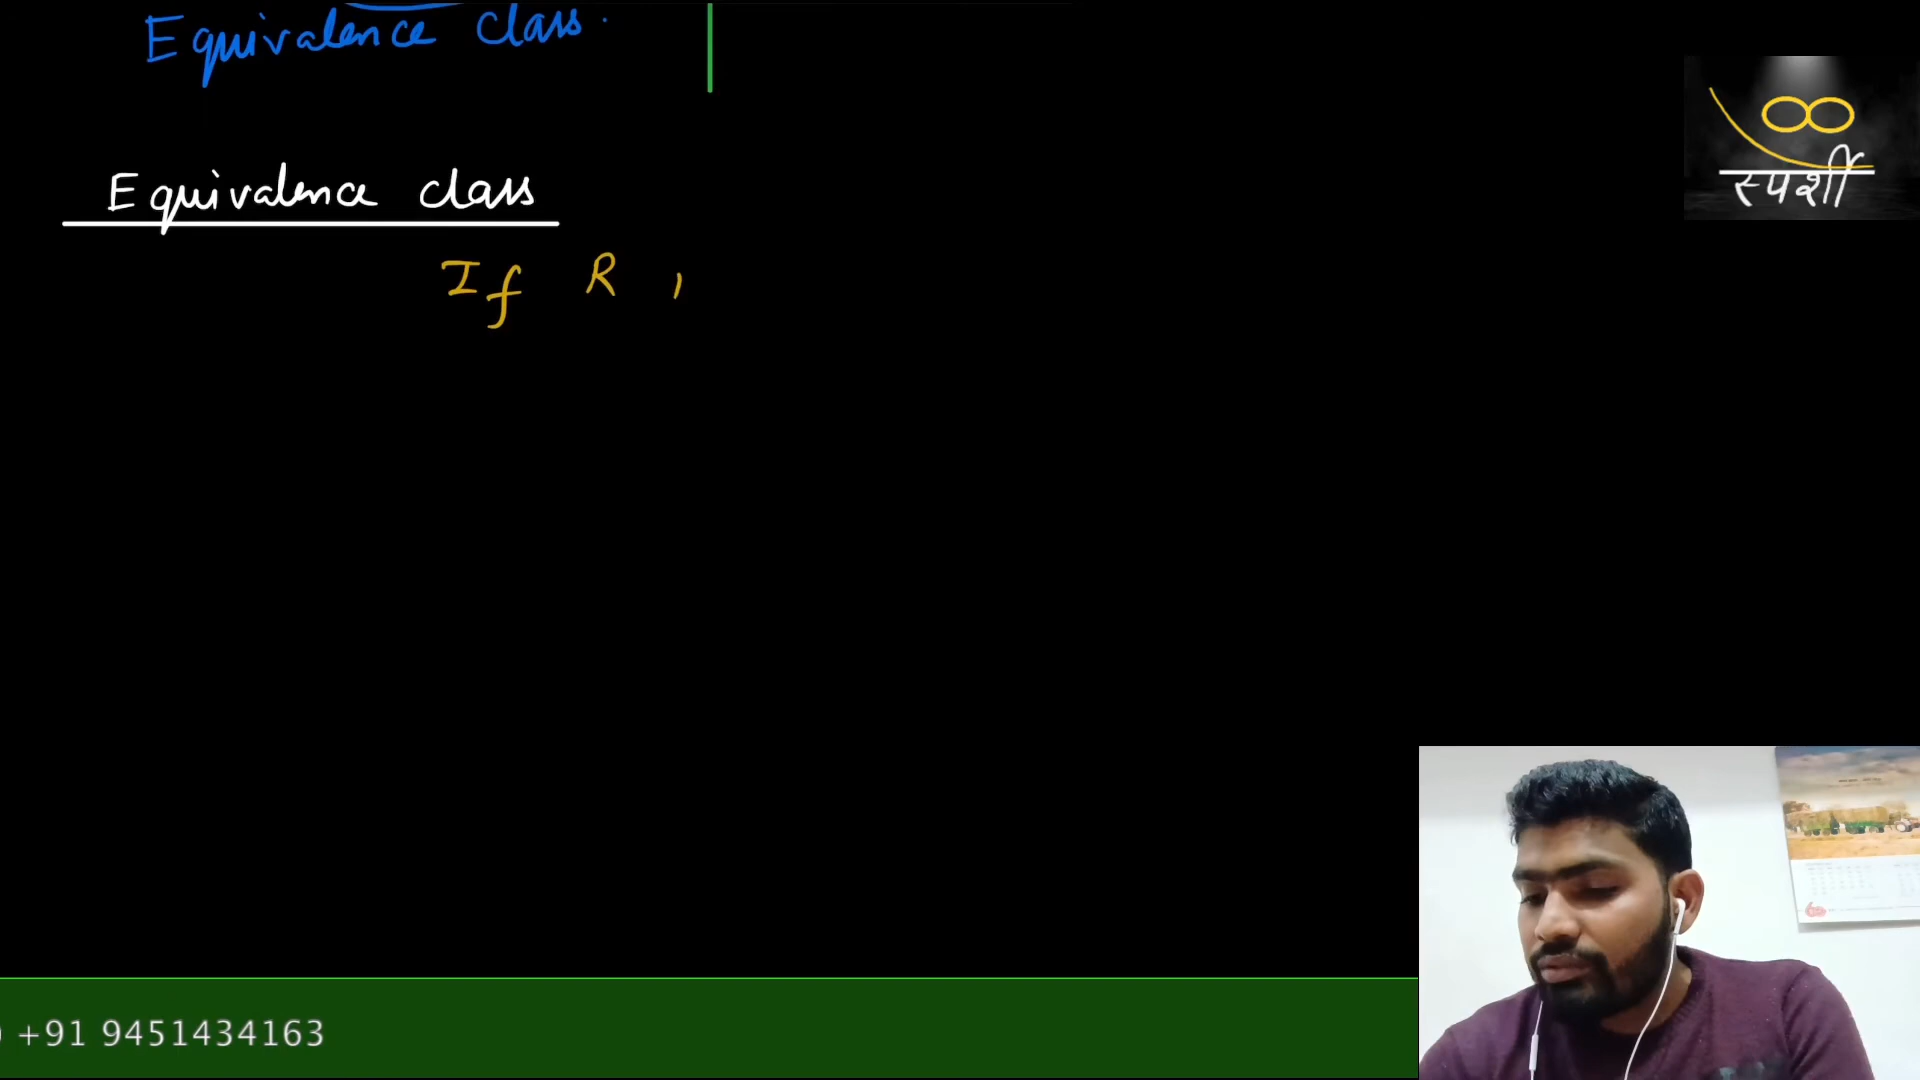 Equivalence class.
स्पर्शी
Equivalence class
If R
+91 9451434163